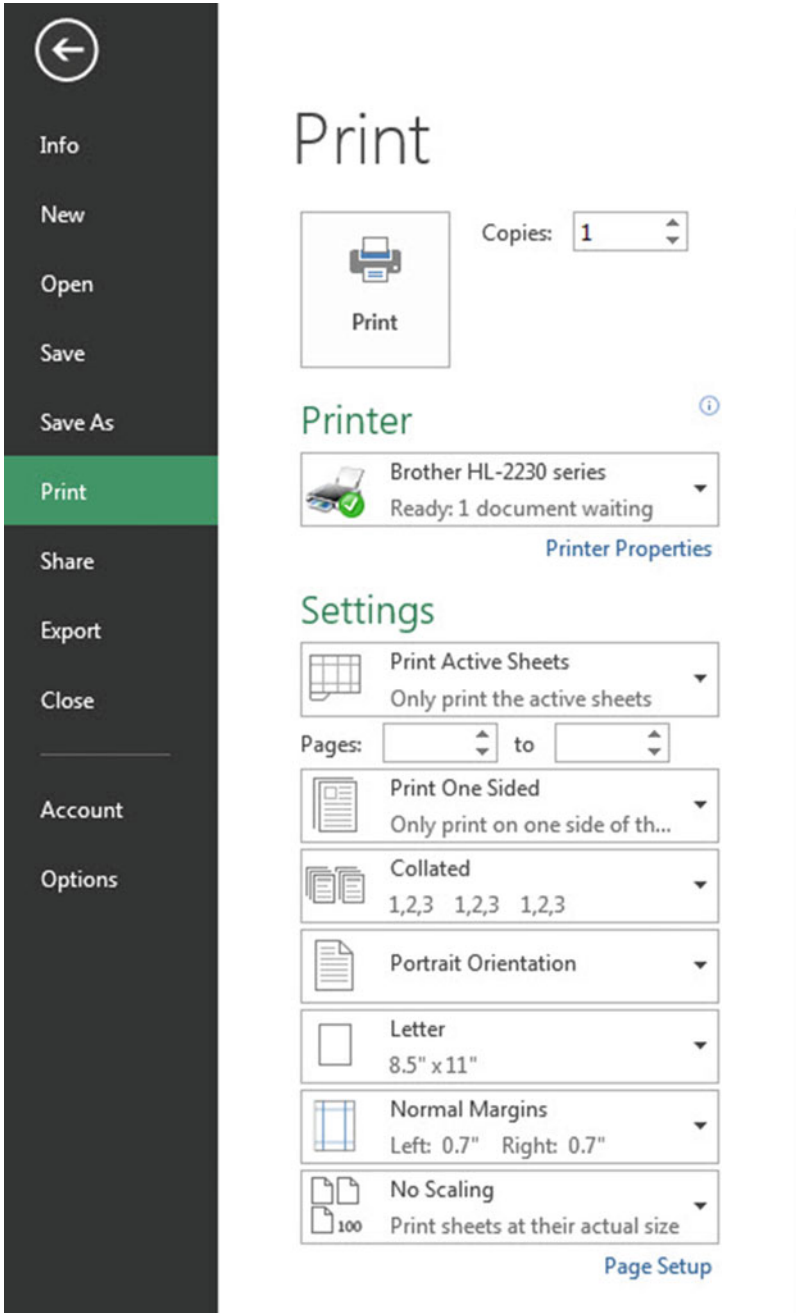 Info
New
Open
Save
Save As
Print
Share
Export
Close
Account
Options
Print
Print
Copies: 1
Printer
Brother HL-2230 series
Ready: 1 document waiting
Printer Properties
Settings
Print Active Sheets
Only print the active sheets
Pages: to
Print One Sided
Only print on one side of th...
Collated
1,2,3 1,2,3 1,2,3
Portrait Orientation
Letter
8.5" x 11"
Normal Margins
Left: 0.7" Right: 0.7"
No Scaling
100
Print sheets at their actual size
Page Setup